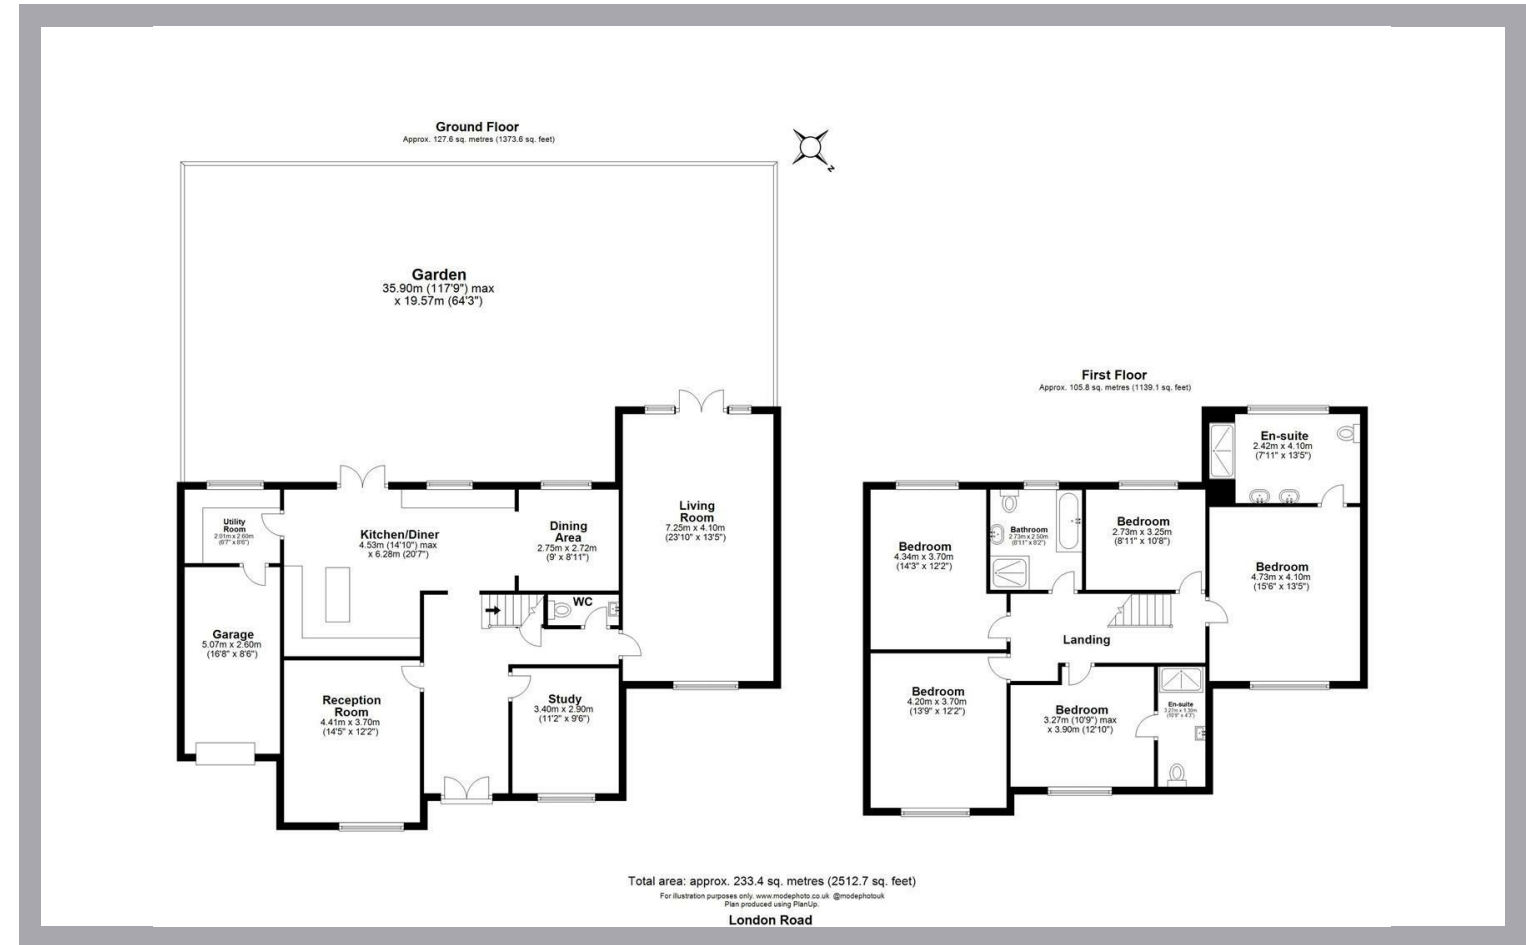 Ground Floor
Approx. 127.6 sq. metres (1373.6 sq. feet)
N
Garden
35.90m (117'9") max
x 19.57m (64'3")
Utility
Room
2.01m x 2.60m
(6'7" x 8'6")
Kitchen/Diner
4.53m (14'10") max
x 6.28m (20'7")
Dining
Area
2.75m x 2.72m
(9' x 8'11")
Living
Room
7.25m x 4.10m
(23'10" x 13'5")
WC
Garage
5.07m x 2.60m
(16'8" x 8'6")
Reception
Room
4.41m x 3.70m
(14'5" x 12'2")
Study
3.40m x 2.90m
(11'2" x 9'6")
First Floor
Approx. 105.8 sq. metres (1139.1 sq. feet)
En-suite
2.42m x 4.10m
(7'11" x 13'5")
Bedroom
4.34m x 3.70m
(14'3" x 12'2")
Bathroom
2.73m x 2.50m
(8'11" x 8'2")
Bedroom
2.73m x 3.25m
(8'11" x 10'8")
Bedroom
4.73m x 4.10m
(15'6" x 13'5")
Landing
Bedroom
4.20m x 3.70m
(13'9" x 12'2")
Bedroom
3.27m (10'9") max
x 3.90m (12'10")
En-suite
3.27m x 1.30m
(10'9" x 4'3")
Total area: approx. 233.4 sq. metres (2512.7 sq. feet)
For illustration purposes only. www.modephoto.co.uk @modephotouk
Plan produced using PlanUp.
London Road